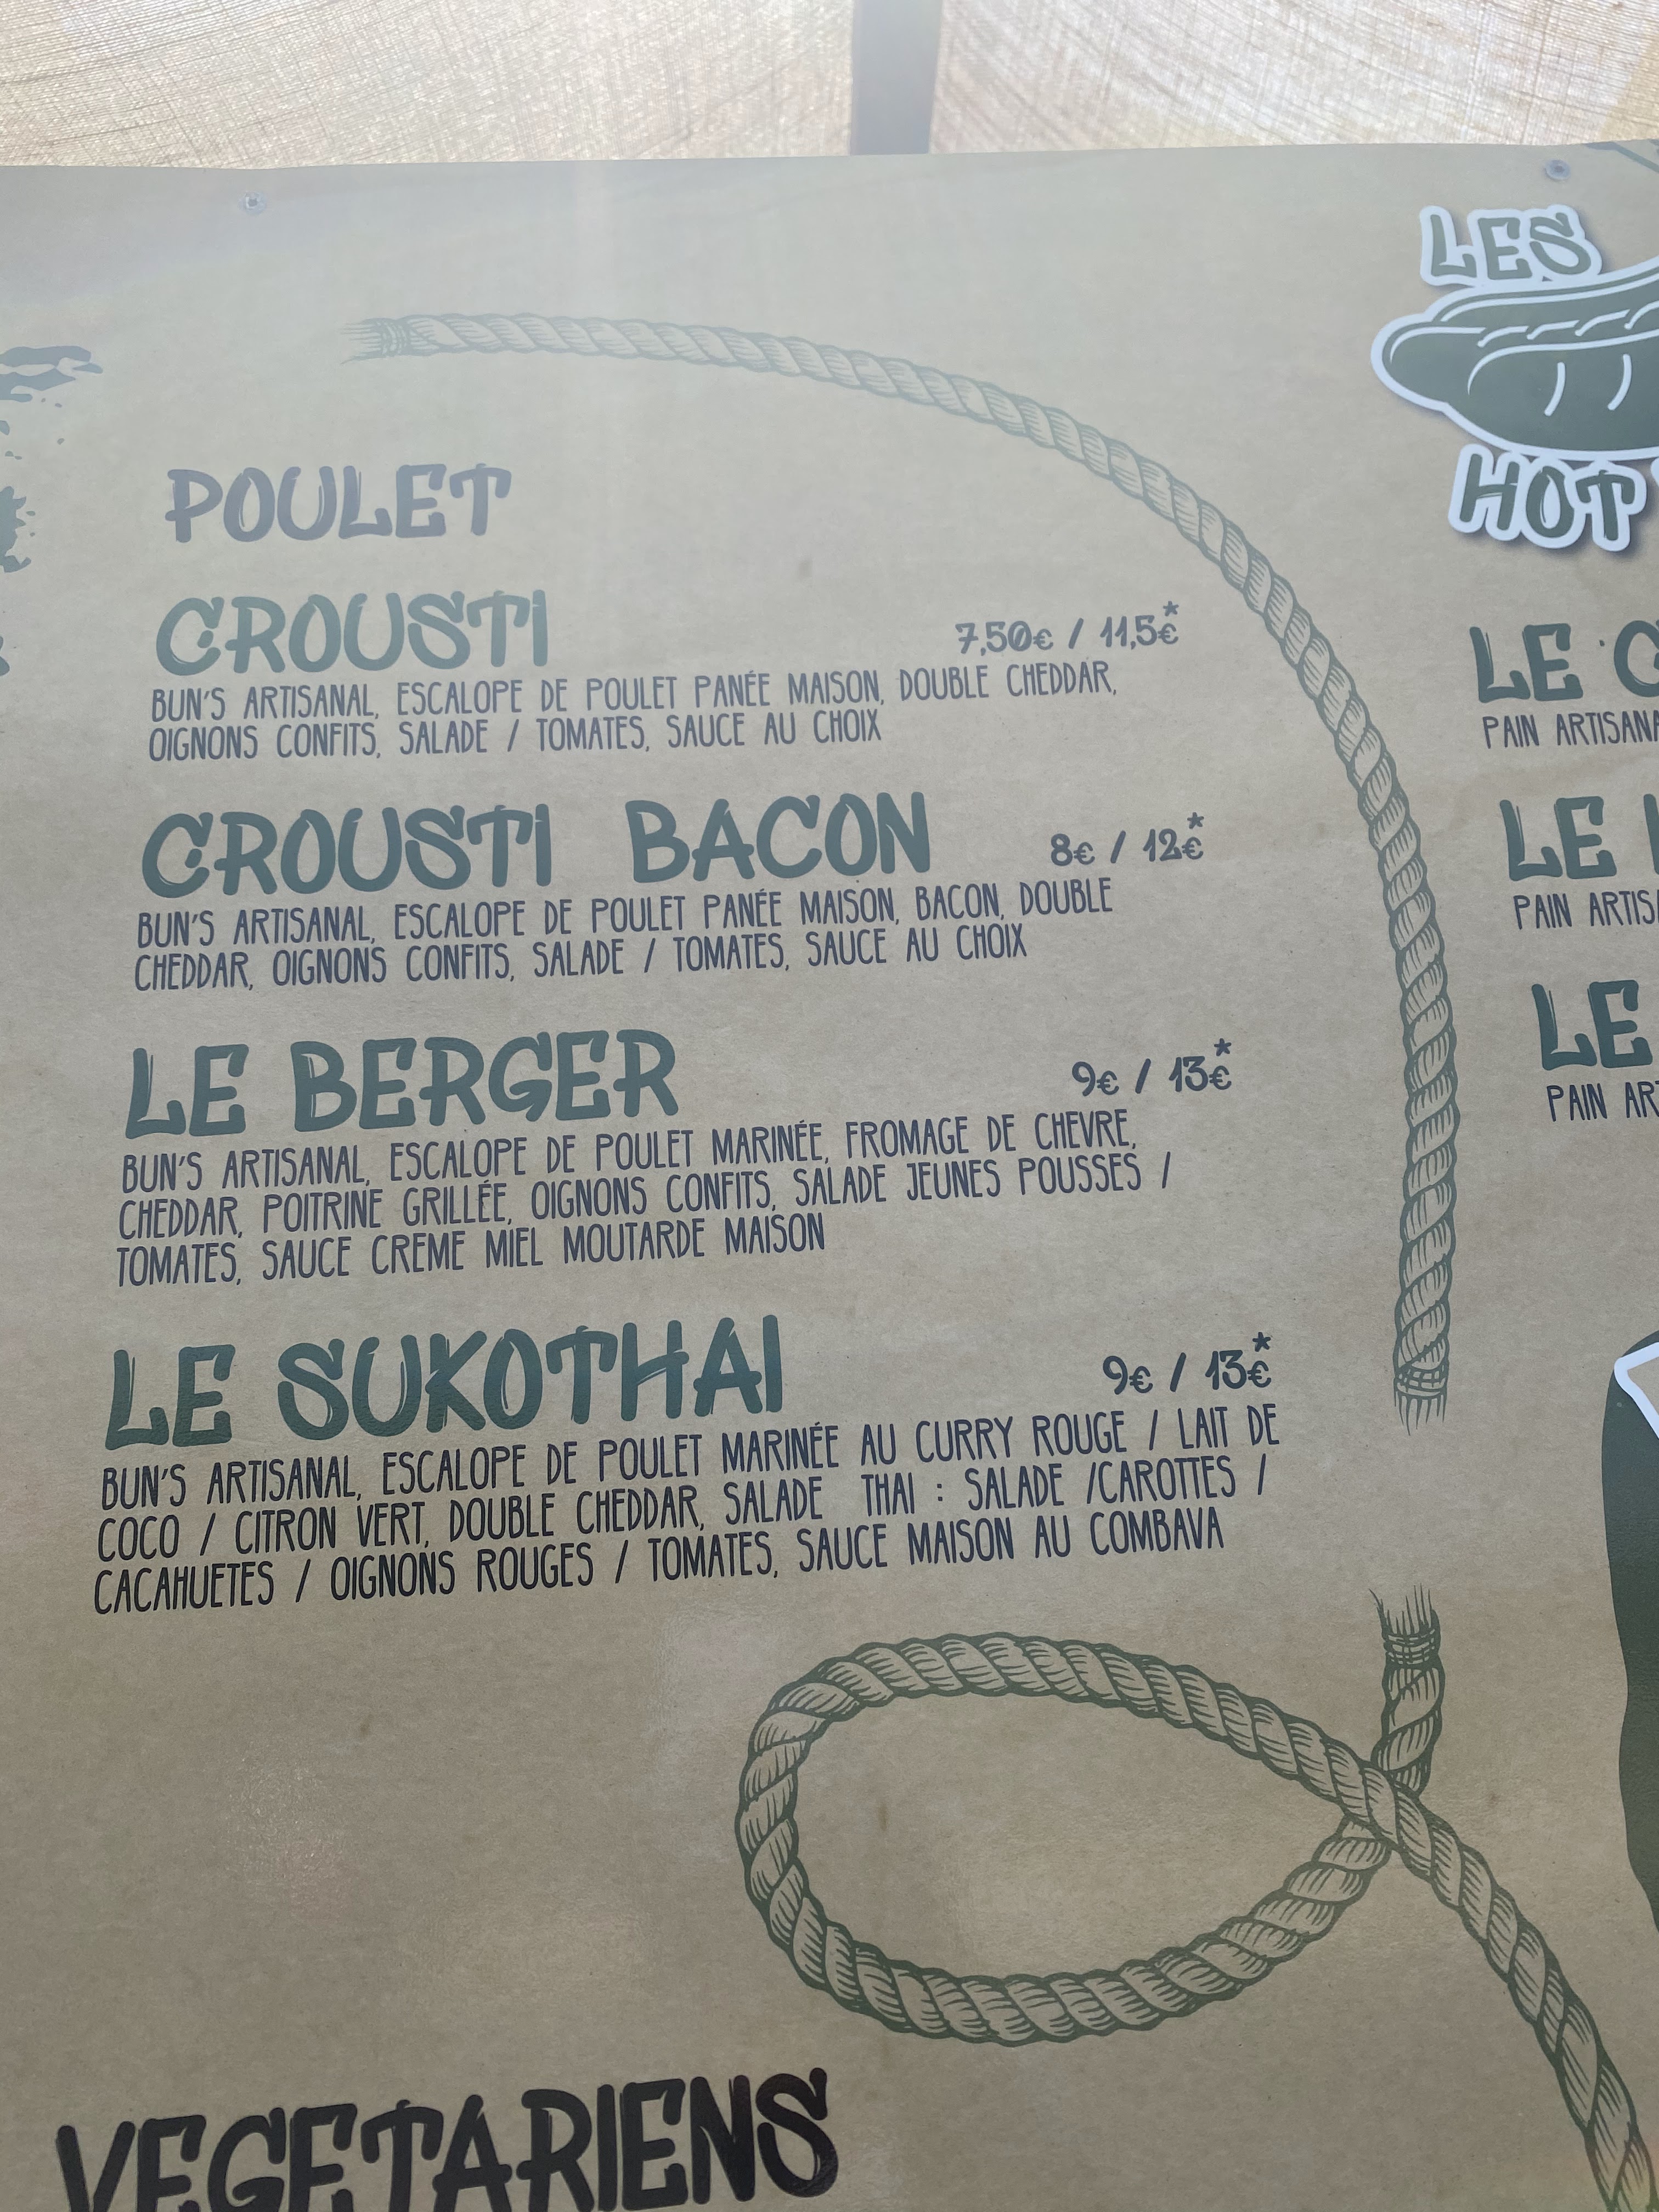 POULET
CROUSTI
7,50€ / 11,5€*
BUN'S ARTISANAL, ESCALOPE DE POULET PANÉE MAISON, DOUBLE CHEDDAR,
OIGNONS CONFITS, SALADE / TOMATES, SAUCE AU CHOIX
CROUSTI BACON
8€ / 12€*
BUN'S ARTISANAL, ESCALOPE DE POULET PANÉE MAISON, BACON, DOUBLE
CHEDDAR, OIGNONS CONFITS, SALADE / TOMATES, SAUCE AU CHOIX
LE BERGER
9€ / 13€*
BUN'S ARTISANAL, ESCALOPE DE POULET MARINÉE, FROMAGE DE CHEVRE,
CHEDDAR, POITRINE GRILLÉE, OIGNONS CONFITS, SALADE JEUNES POUSSES /
TOMATES, SAUCE CREME MIEL MOUTARDE MAISON
LE SUKOTHAI
9€ / 13€*
BUN'S ARTISANAL, ESCALOPE DE POULET MARINÉE AU CURRY ROUGE / LAIT DE
COCO / CITRON VERT, DOUBLE CHEDDAR, SALADE THAI : SALADE /CAROTTES /
CACAHUETES / OIGNONS ROUGES / TOMATES, SAUCE MAISON AU COMBAVA
VEGETARIENS
LES
HOT
LE
PAIN
LE
PAIN
LE
PAIN